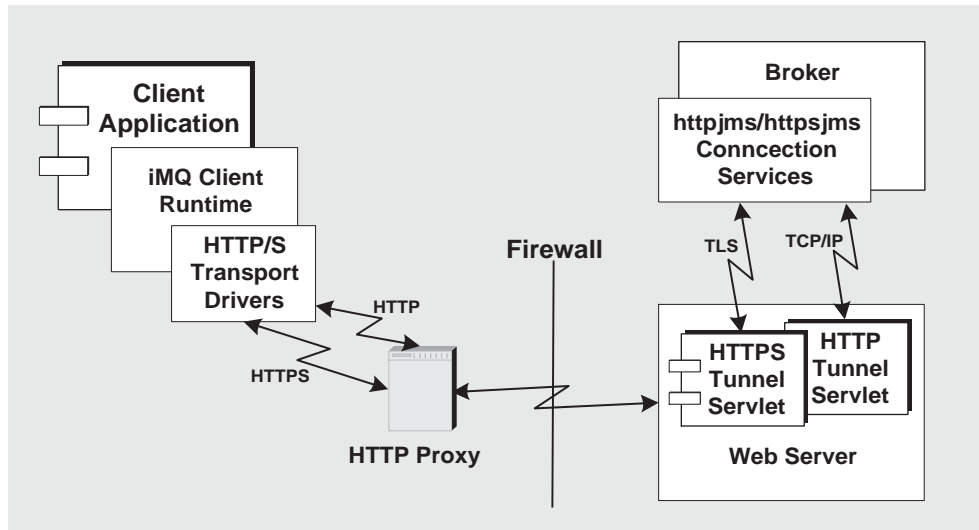 Client
Application
iMQ Client
Runtime
HTTP/S
Transport
Drivers
HTTP
HTTPS
HTTP Proxy
Firewall
Broker
httpjms/httpsjms
Conncection
Services
TLS
TCP/IP
HTTPS
Tunnel
Servlet
HTTP
Tunnel
Servlet
Web Server